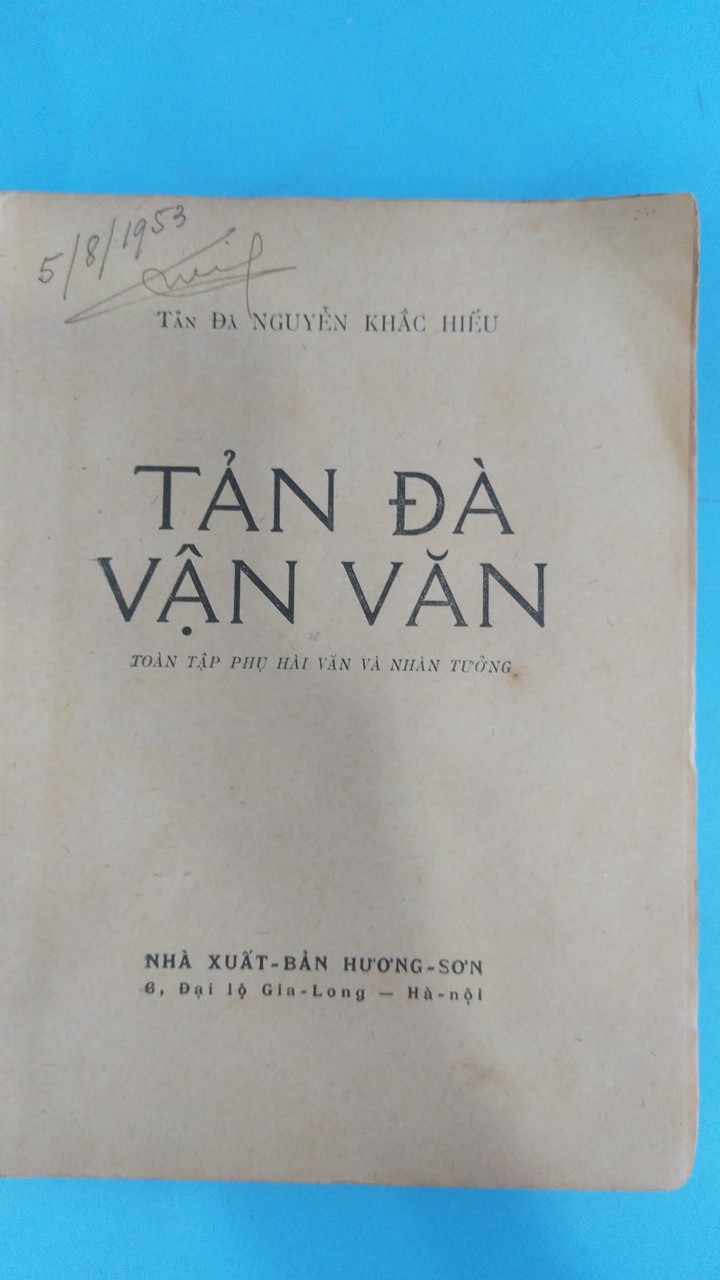 5/8/1953
Tản Đà NGUYỄN KHẮC HIẾU
TẢN ĐÀ
VẬN VĂN
TOÀN TẬP PHỤ HÀI VĂN VÀ NHÀN TƯỞNG
NHÀ XUẤT-BẢN HƯƠNG-SƠN
6, Đại lộ Gia-Long — Hà-nội